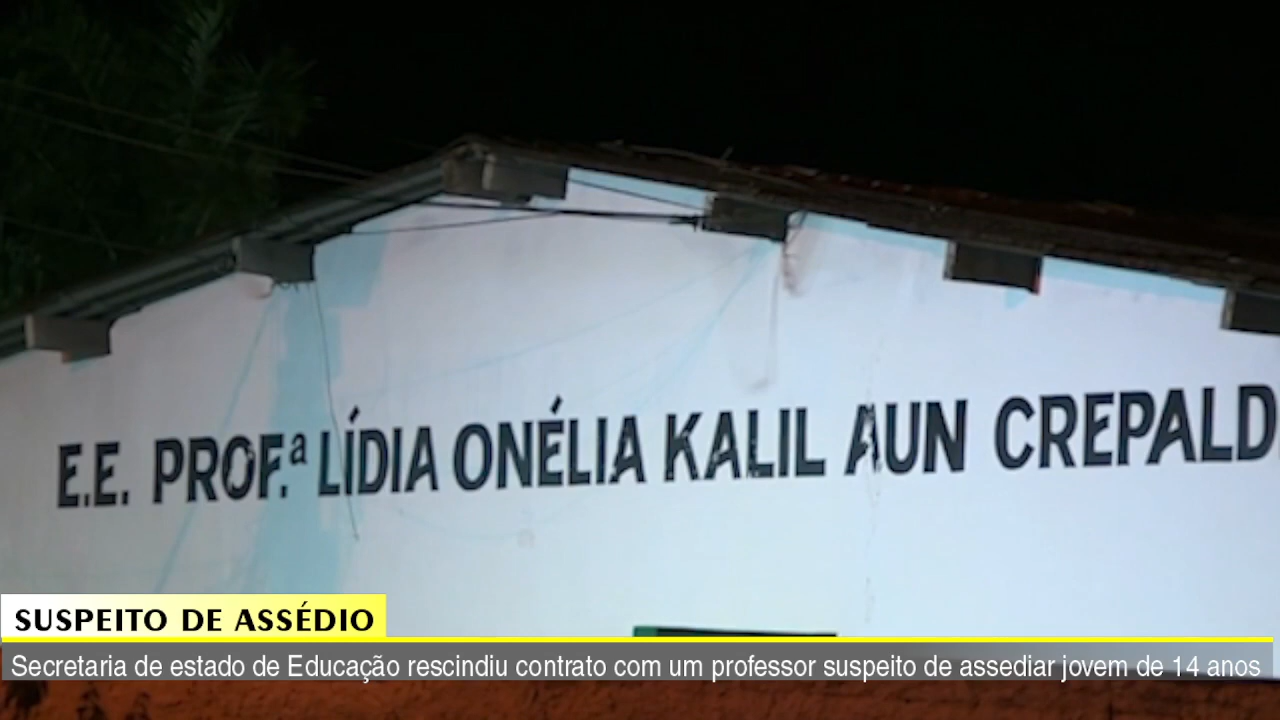 E.E. PROF.ª LÍDIA ONÉLIA KALIL AUN CREPALD
SUSPEITO DE ASSÉDIO
Secretaria de estado de Educação rescindiu contrato com um professor suspeito de assediar jovem de 14 anos